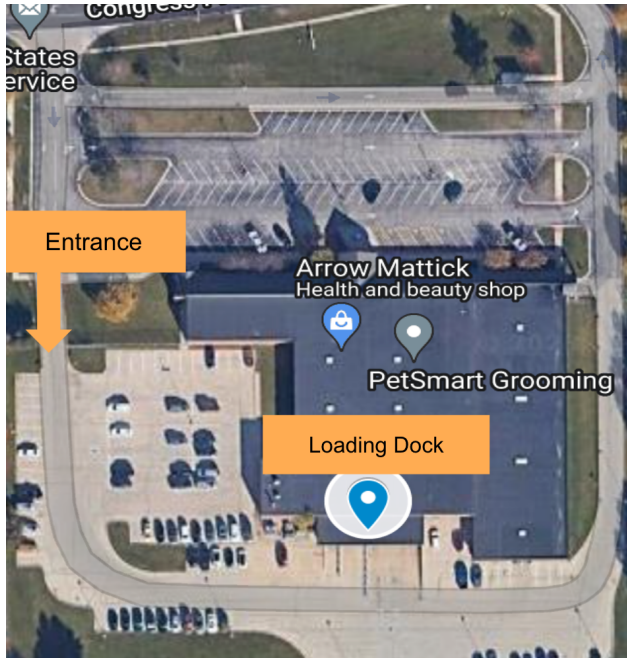 Congress
States
ervice
Entrance
Arrow Mattick
Health and beauty shop
PetSmart Grooming
Loading Dock